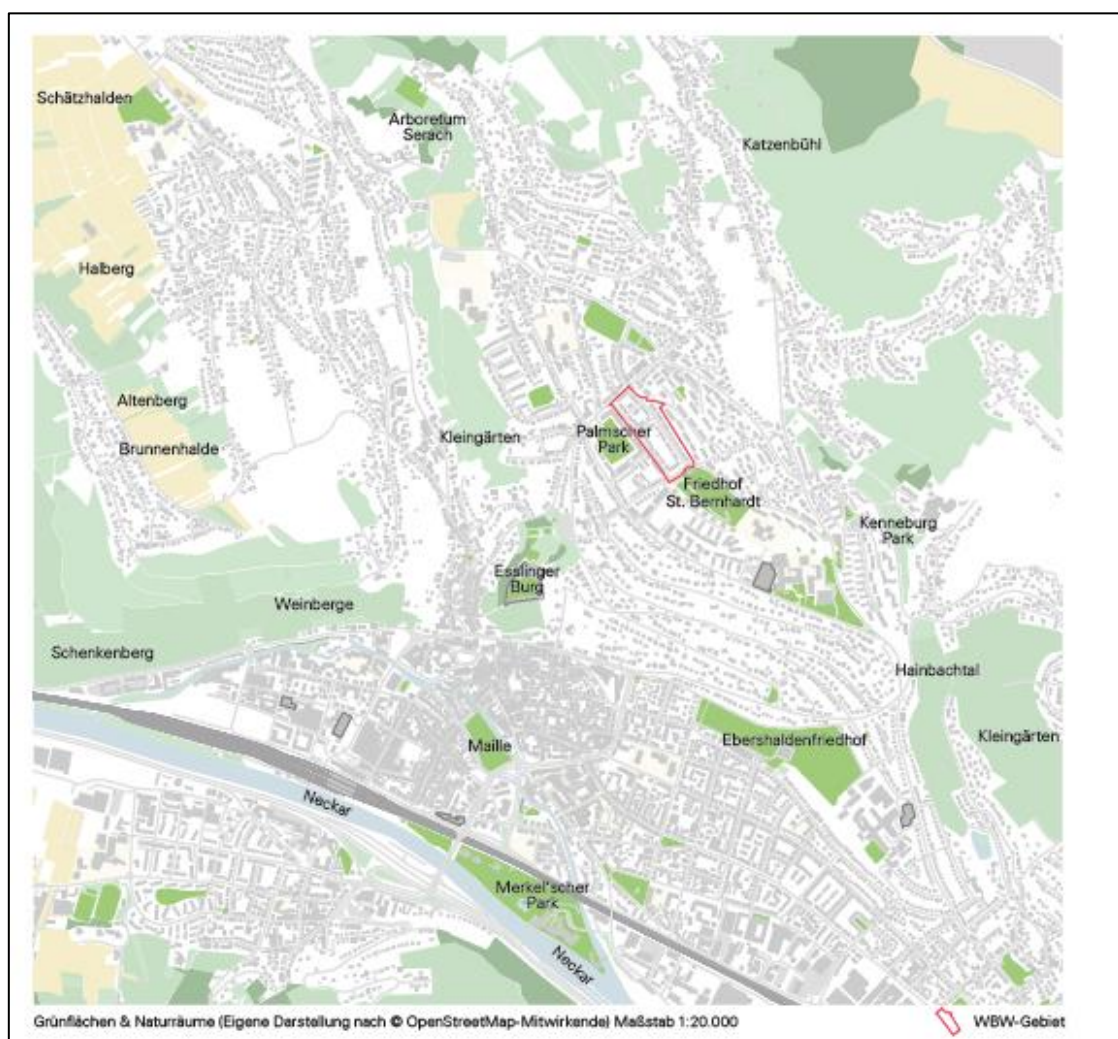 Schätzhalden
Arboretum
Serach
Katzenbühl
Halberg
Altenberg
Brunnenhalde
Kleingärten
Palmscher
Park
Friedhof
St. Bernhardt
Kenneburg
Park
Esslinger
Burg
Weinberge
Schenkenberg
Hainbachtal
Maille
Ebershaldenfriedhof
Kleingärten
Neckar
Merkel'scher
Park
Neckar
Grünflächen & Naturräume (Eigene Darstellung nach © OpenStreetMap-Mitwirkende) Maßstab 1:20.000
WBW-Gebiet